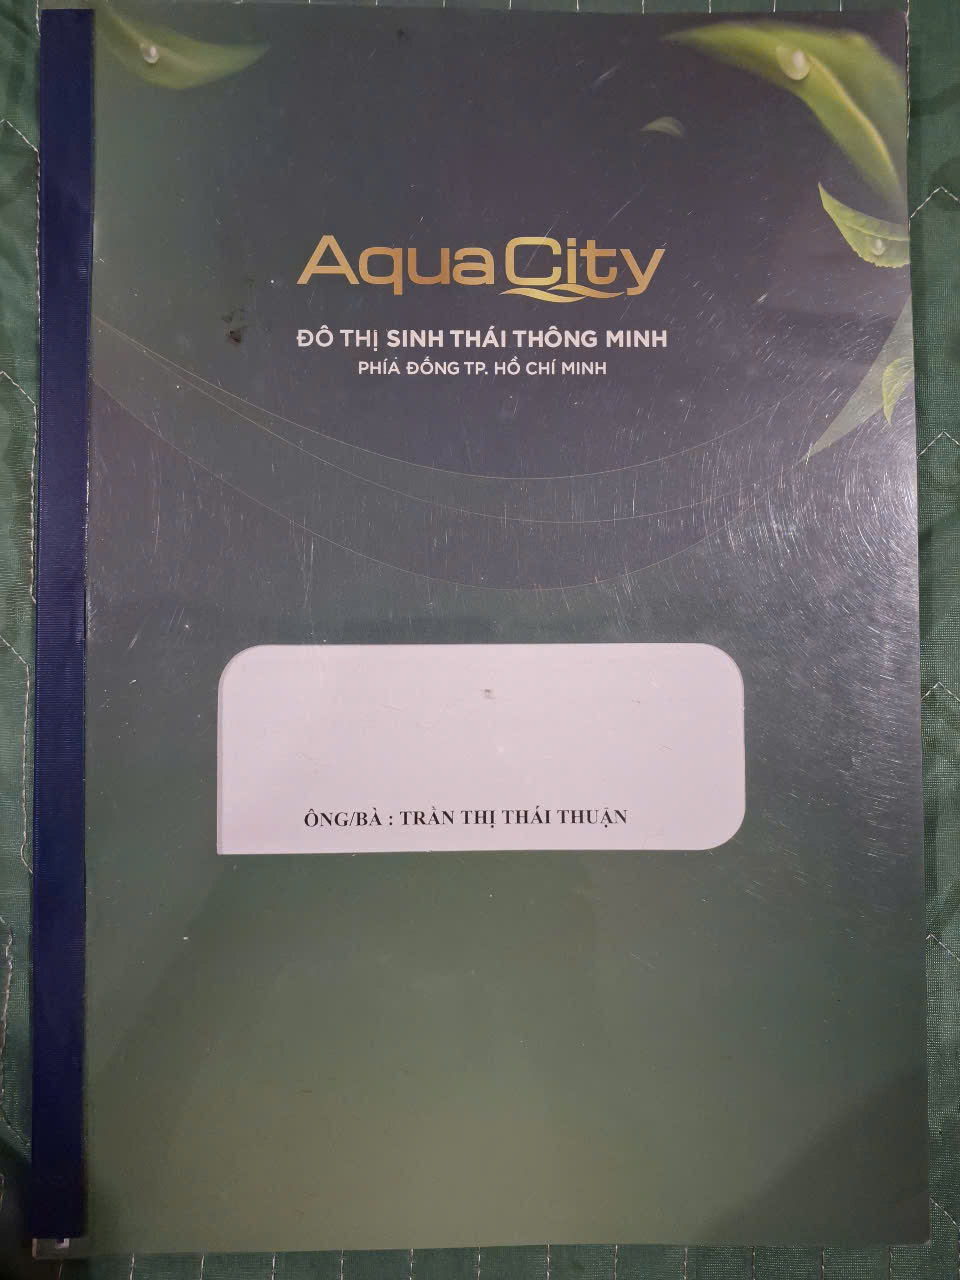 Aqua City
ĐÔ THỊ SINH THÁI THÔNG MINH
PHÍA ĐÔNG TP. HỒ CHÍ MINH
ÔNG/BÀ : TRẦN THỊ THÁI THUẬN